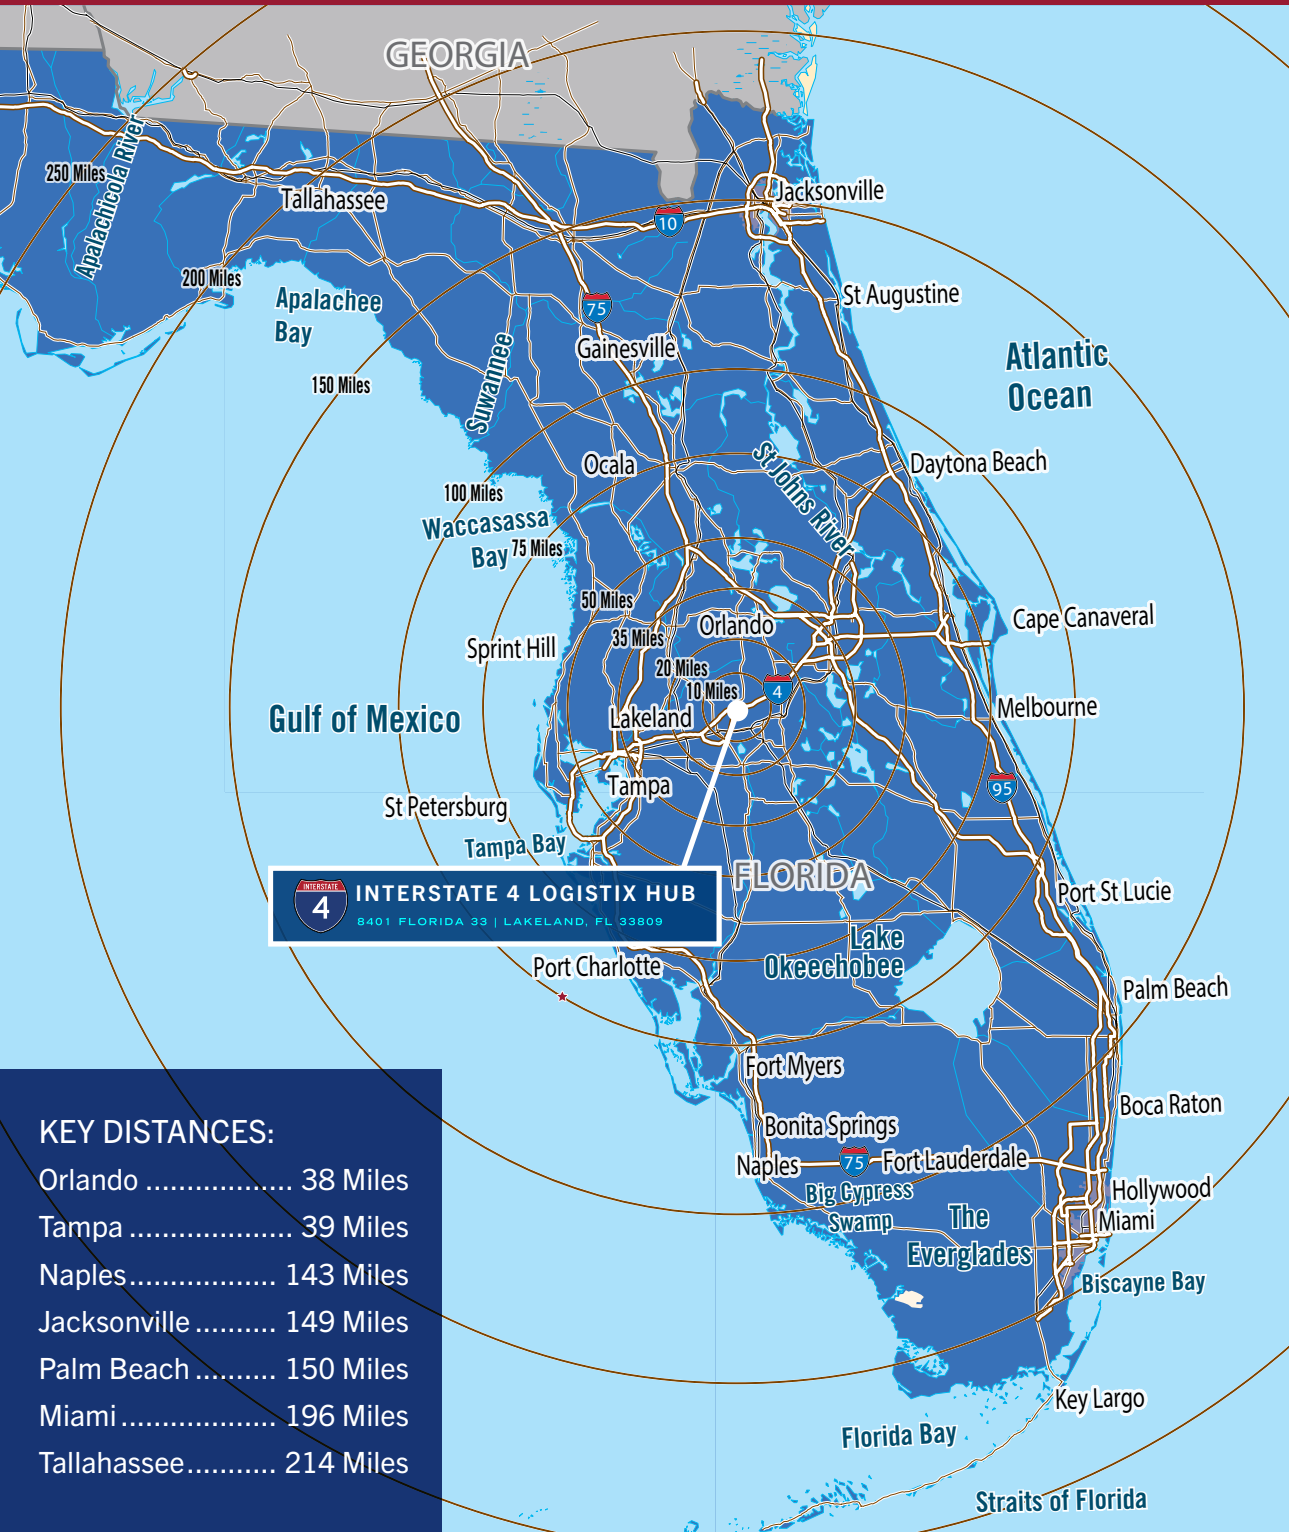 GEORGIA
250 Miles
Apalachicola River
Tallahassee
Jacksonville
10
200 Miles
Apalachee
Bay
75
St Augustine
Gainesville
Atlantic
Ocean
150 Miles
Suwannee
Ocala
St Johns River
Daytona Beach
100 Miles
Waccasassa
Bay
75 Miles
50 Miles
Orlando
Cape Canaveral
35 Miles
Sprint Hill
20 Miles
10 Miles
4
Gulf of Mexico
Lakeland
Melbourne
Tampa
95
St Petersburg
Tampa Bay
FLORIDA
INTERSTATE
4
INTERSTATE 4 LOGISTIX HUB
8401 FLORIDA 33 | LAKELAND, FL 33809
Port St Lucie
Lake
Okeechobee
Port Charlotte
Palm Beach
Fort Myers
Boca Raton
Bonita Springs
Naples
75
Fort Lauderdale
Big Cypress
Swamp
Hollywood
The
Everglades
Miami
Biscayne Bay
Key Largo
Florida Bay
Straits of Florida
KEY DISTANCES:
Orlando .................. 38 Miles
Tampa .................... 39 Miles
Naples.................. 143 Miles
Jacksonville .......... 149 Miles
Palm Beach .......... 150 Miles
Miami ................... 196 Miles
Tallahassee........... 214 Miles